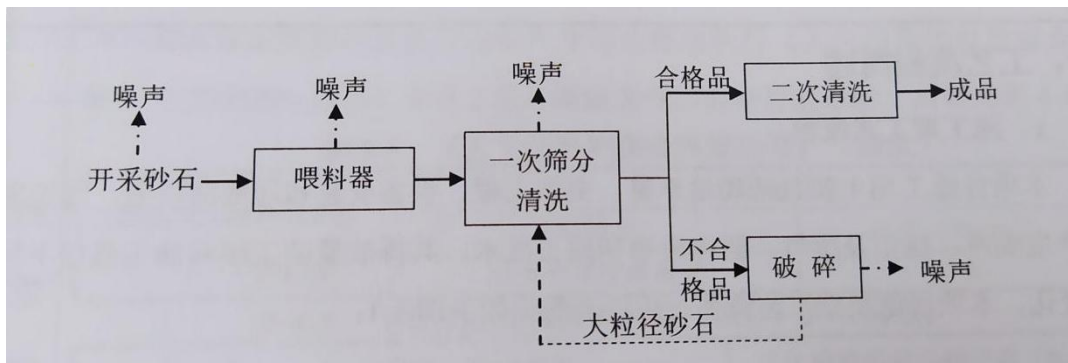 噪声
噪声
噪声
开采砂石
喂料器
一次筛分
清洗
合格品
二次清洗
成品
不合
格品
破碎
噪声
大粒径砂石